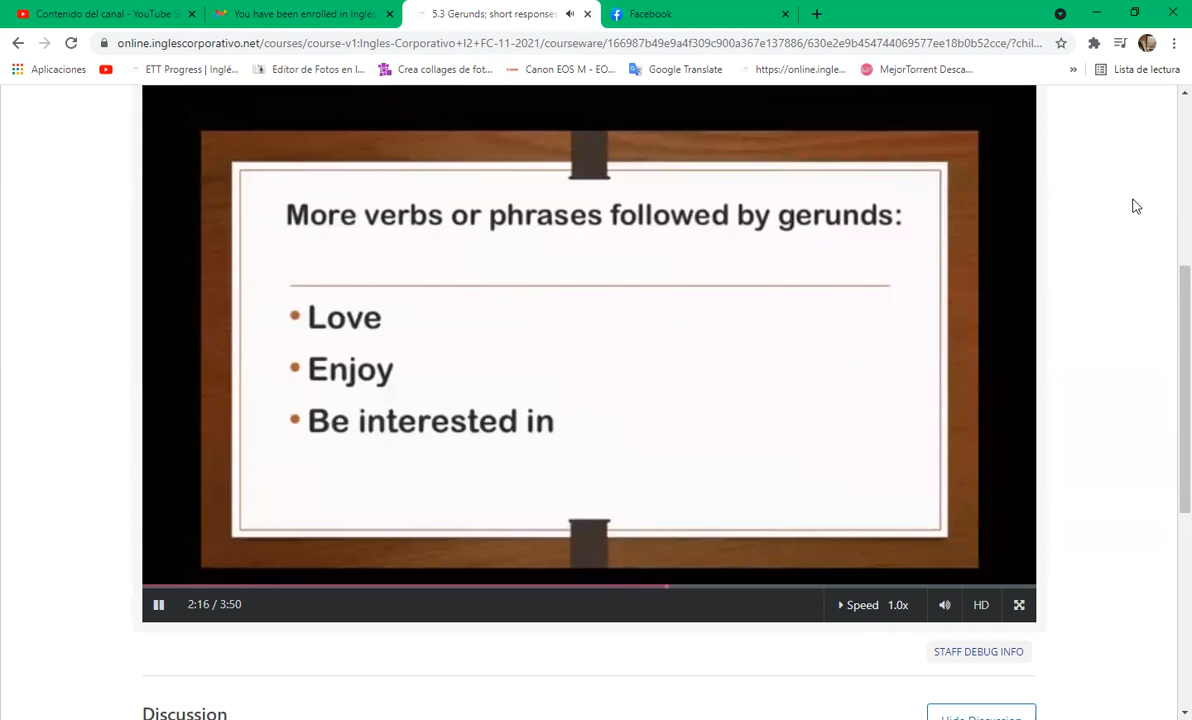 Contenido del canal - YouTube S
You have been enrolled in Inglés
5.3 Gerunds; short responses
Facebook
online.inglescorporativo.net/courses/course-v1:Ingles-Corporativo+I2+FC-11-2021/courseware/166987b49e9a4f309c900a367e137886/630e2e9b454744069577ee18b0b52cce/?chil...
Aplicaciones
ETT Progress | Inglé...
Editor de Fotos en l...
Crea collages de fot...
Canon EOS M - EO...
Google Translate
https://online.ingle...
MejorTorrent Desca...
»
Lista de lectura
More verbs or phrases followed by gerunds:
• Love
• Enjoy
• Be interested in
2:16 / 3:50
Speed 1.0x
HD
STAFF DEBUG INFO
Discussion
Hide Discussion